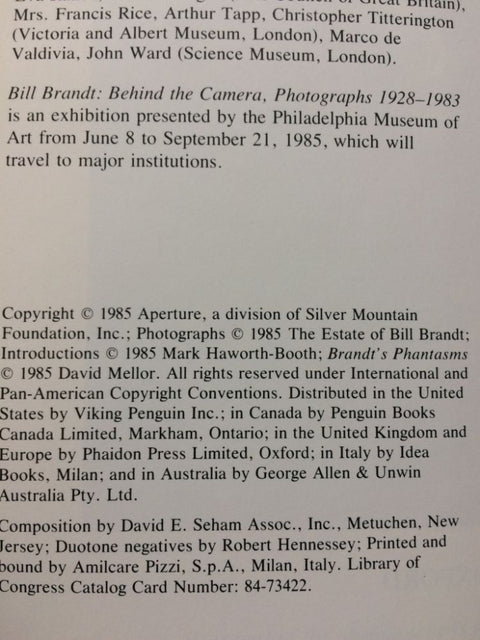 Great Britain),
Mrs. Francis Rice, Arthur Tapp, Christopher Titterington
(Victoria and Albert Museum, London), Marco de
Valdivia, John Ward (Science Museum, London).
Bill Brandt: Behind the Camera, Photographs 1928–1983
is an exhibition presented by the Philadelphia Museum of
Art from June 8 to September 21, 1985, which will
travel to major institutions.
Copyright © 1985 Aperture, a division of Silver Mountain
Foundation, Inc.; Photographs © 1985 The Estate of Bill Brandt;
Introductions © 1985 Mark Haworth-Booth; Brandt's Phantasms
© 1985 David Mellor. All rights reserved under International and
Pan-American Copyright Conventions. Distributed in the United
States by Viking Penguin Inc.; in Canada by Penguin Books
Canada Limited, Markham, Ontario; in the United Kingdom and
Europe by Phaidon Press Limited, Oxford; in Italy by Idea
Books, Milan; and in Australia by George Allen & Unwin
Australia Pty. Ltd.
Composition by David E. Seham Assoc., Inc., Metuchen, New
Jersey; Duotone negatives by Robert Hennessey; Printed and
bound by Amilcare Pizzi, S.p.A., Milan, Italy. Library of
Congress Catalog Card Number: 84-73422.